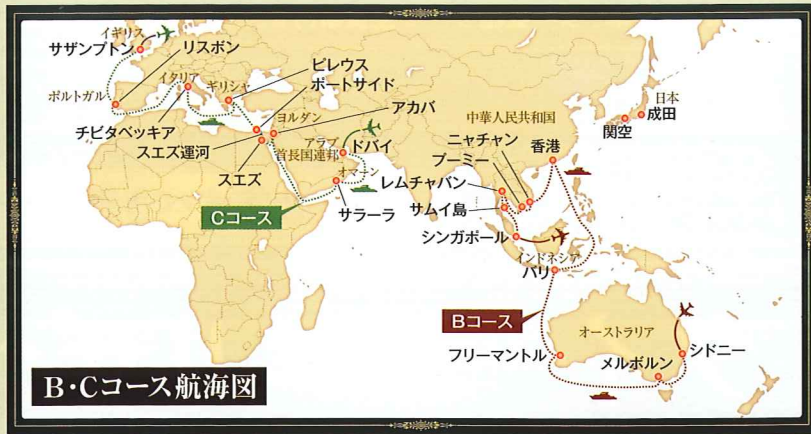 イギリス
サザンプトン
リスボン
ポルトガル
イタリア
チビタベッキア
ギリシャ
ピレウス
ポートサイド
スエズ運河
スエズ
ヨルダン
アカバ
アラブ
首長国連邦
ドバイ
オマーン
サラーラ
Cコース
中華人民共和国
日本
成田
関空
香港
ニャチャン
プーミー
レムチャバン
サムイ島
シンガポール
インドネシア
バリ
Bコース
オーストラリア
フリーマントル
メルボルン
シドニー
B・Cコース航海図